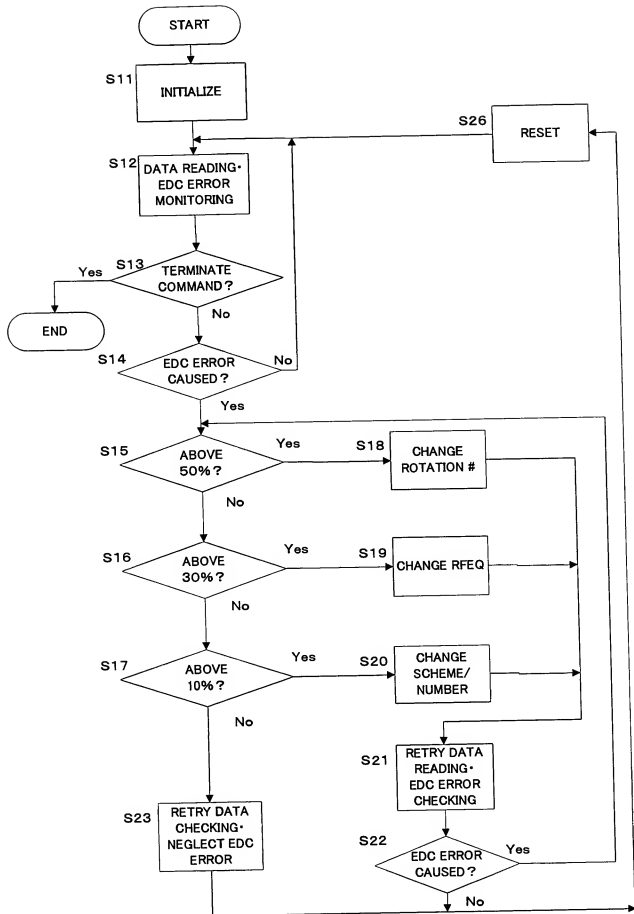 START
S11
INITIALIZE
S26
RESET
S12
DATA READING·
EDC ERROR
MONITORING
S13
Yes
TERMINATE
COMMAND?
No
END
S14
EDC ERROR
CAUSED?
No
Yes
S15
ABOVE
50%?
Yes
S18
CHANGE
ROTATION #
No
S16
ABOVE
30%?
Yes
S19
CHANGE RFEQ
No
S17
ABOVE
10%?
Yes
S20
CHANGE
SCHEME/
NUMBER
No
S21
RETRY DATA
READING·
EDC ERROR
CHECKING
S23
RETRY DATA
CHECKING·
NEGLECT EDC
ERROR
S22
EDC ERROR
CAUSED?
Yes
No